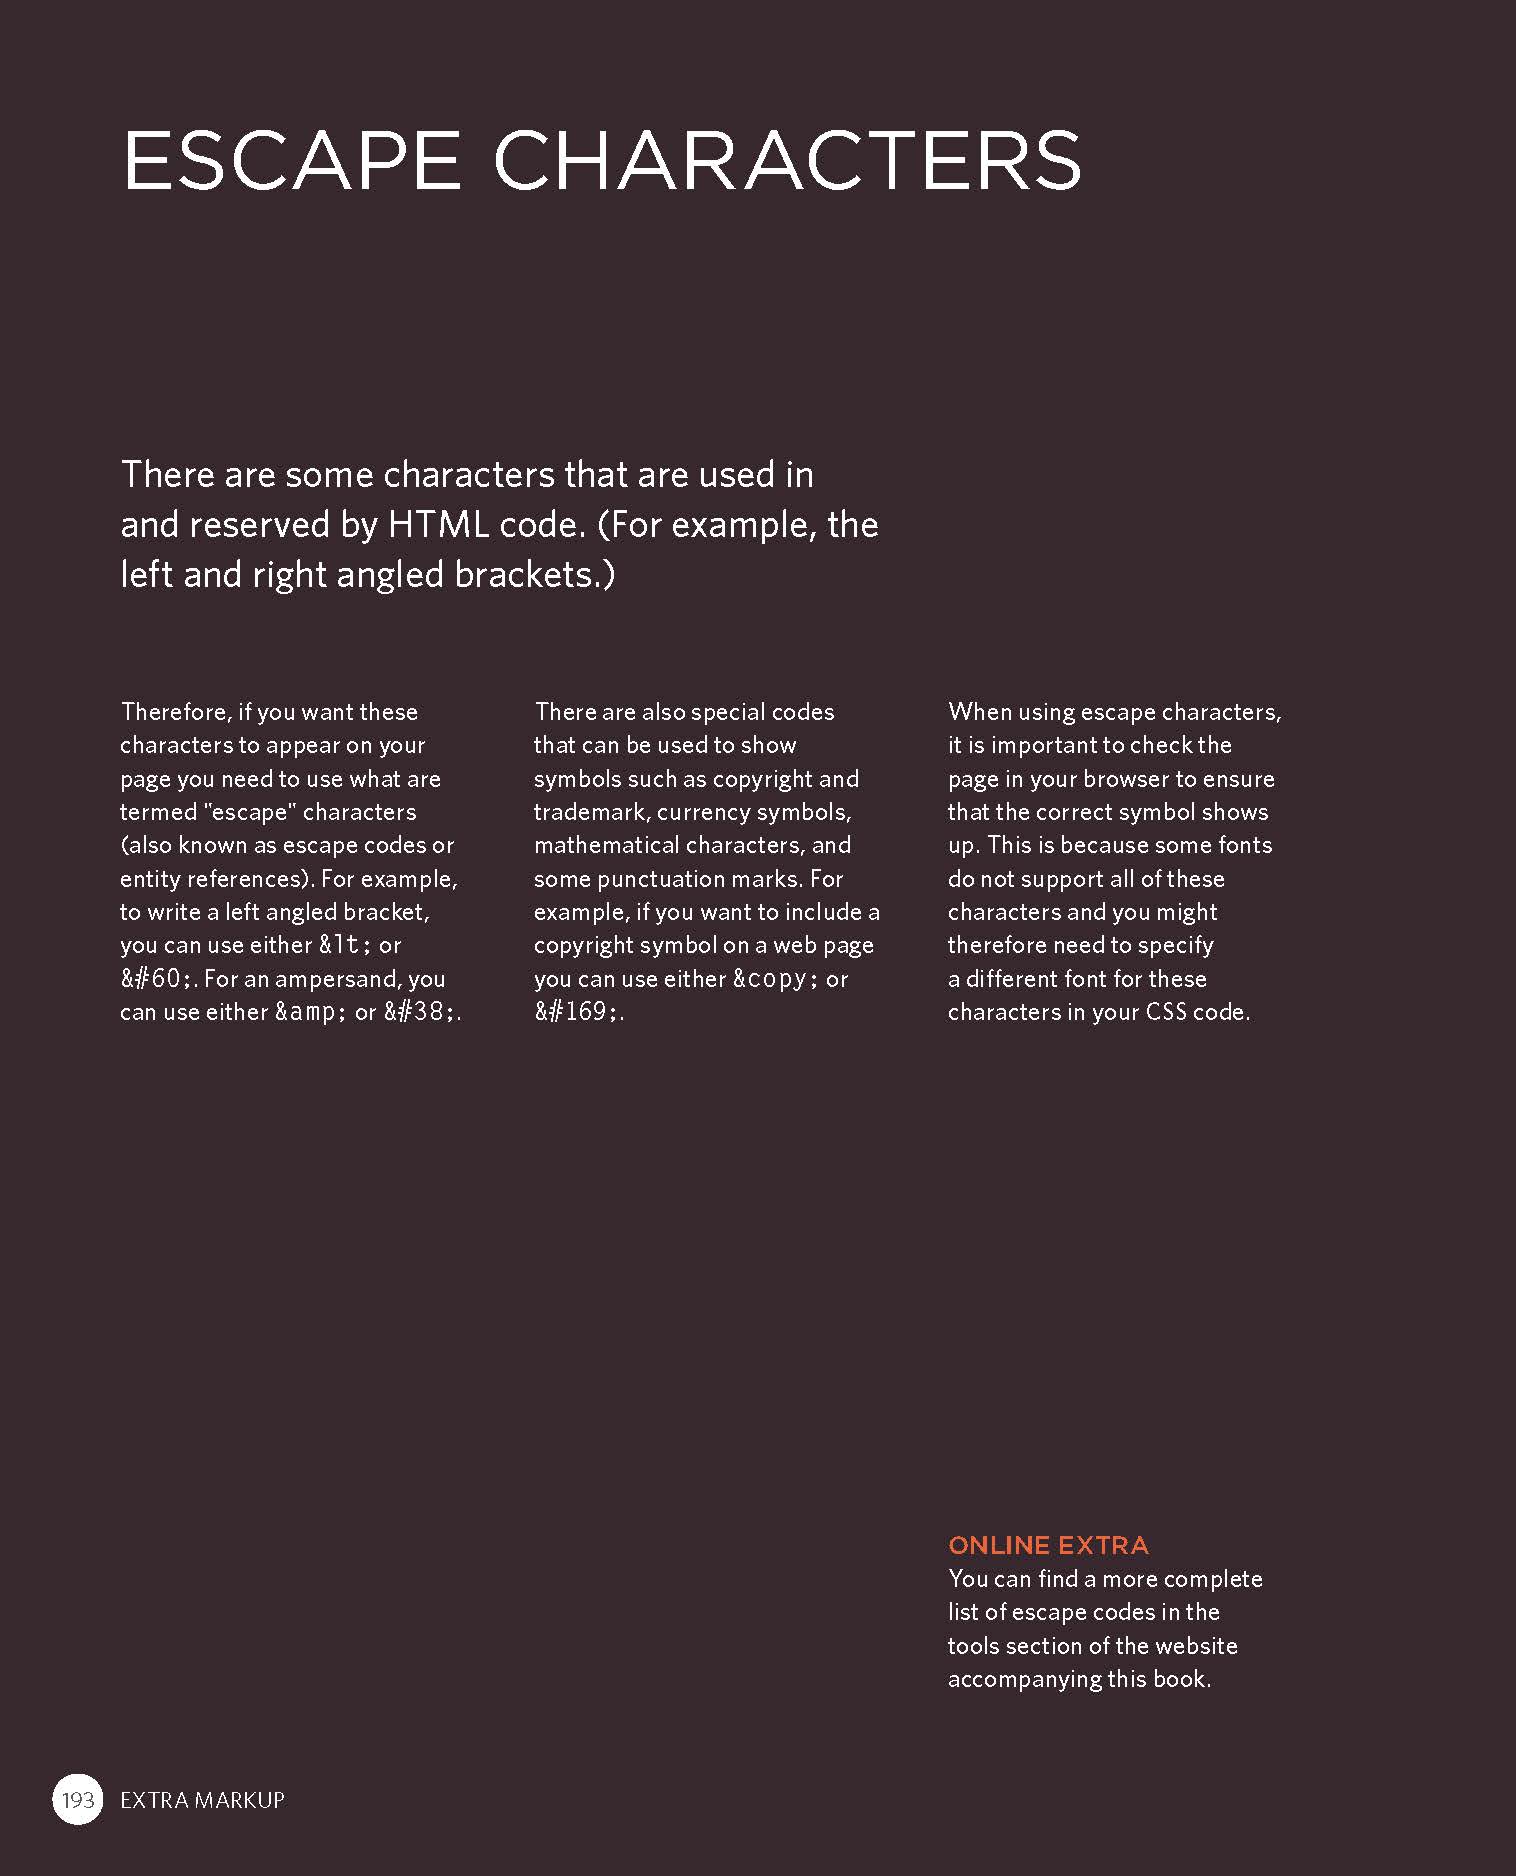 ESCAPE CHARACTERS
There are some characters that are used in
and reserved by HTML code. (For example, the
left and right angled brackets.)
Therefore, if you want these
characters to appear on your
page you need to use what are
termed "escape" characters
(also known as escape codes or
entity references). For example,
to write a left angled bracket,
you can use either &lt; or
&#60;. For an ampersand, you
can use either &amp; or &#38;.
There are also special codes
that can be used to show
symbols such as copyright and
trademark, currency symbols,
mathematical characters, and
some punctuation marks. For
example, if you want to include a
copyright symbol on a web page
you can use either &copy; or
&#169;.
When using escape characters,
it is important to check the
page in your browser to ensure
that the correct symbol shows
up. This is because some fonts
do not support all of these
characters and you might
therefore need to specify
a different font for these
characters in your CSS code.
ONLINE EXTRA
You can find a more complete
list of escape codes in the
tools section of the website
accompanying this book.
193 EXTRA MARKUP